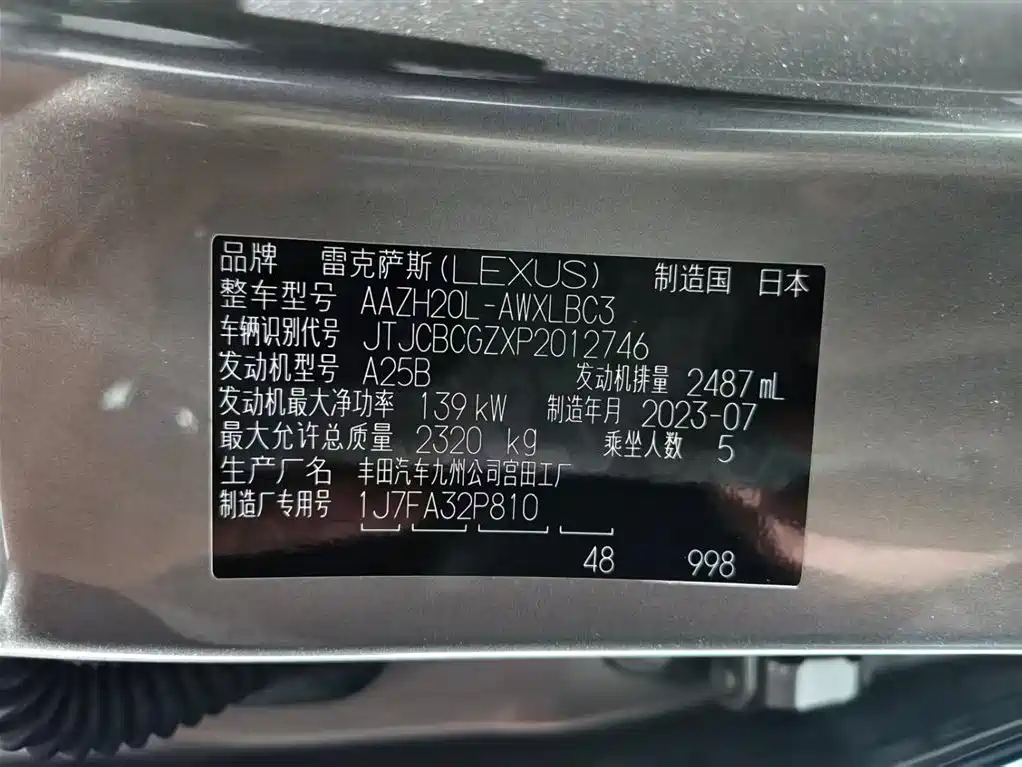 品牌 雷克萨斯(LEXUS) 制造国 日本
整车型号 AAZH20L-AWXLBC3
车辆识别代号 JTJCBCGZXP2012746
发动机型号 A25B 发动机排量 2487mL
发动机最大净功率 139kW 制造年月 2023-07
最大允许总质量 2320 kg 乘坐人数 5
生产厂名 丰田汽车九州公司宫田工厂
制造厂专用号 1J7FA32P810
48 998